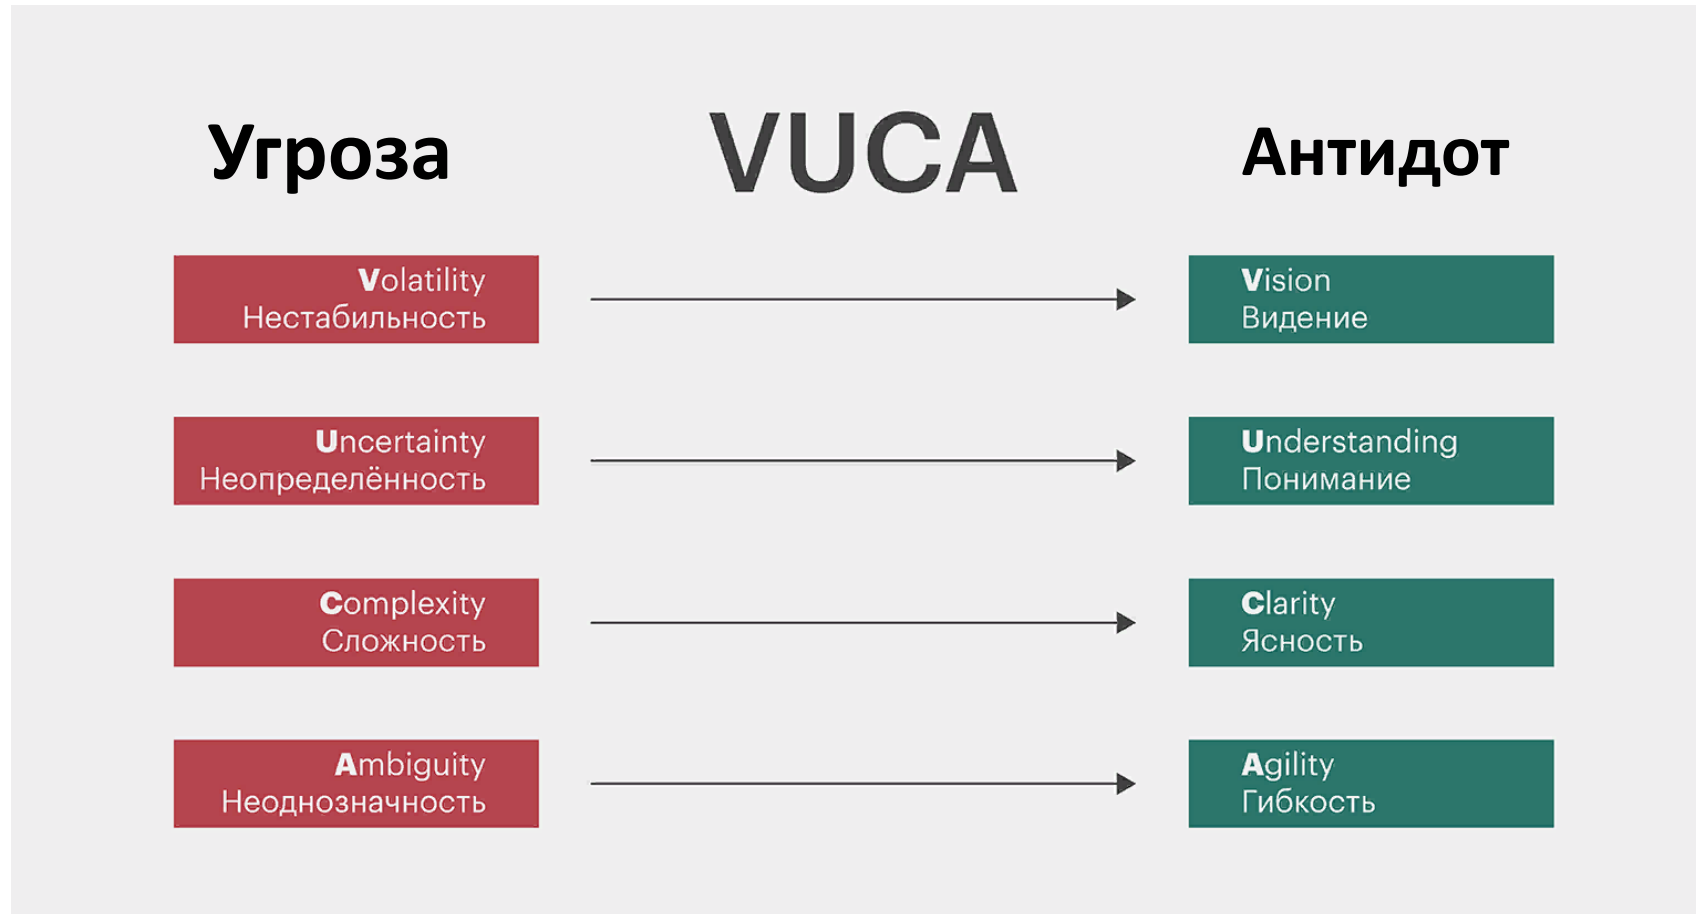 Угроза
VUCA
Антидот
Volatility
Нестабильность
Vision
Видение
Uncertainty
Неопределённость
Understanding
Понимание
Complexity
Сложность
Clarity
Ясность
Ambiguity
Неоднозначность
Agility
Гибкость